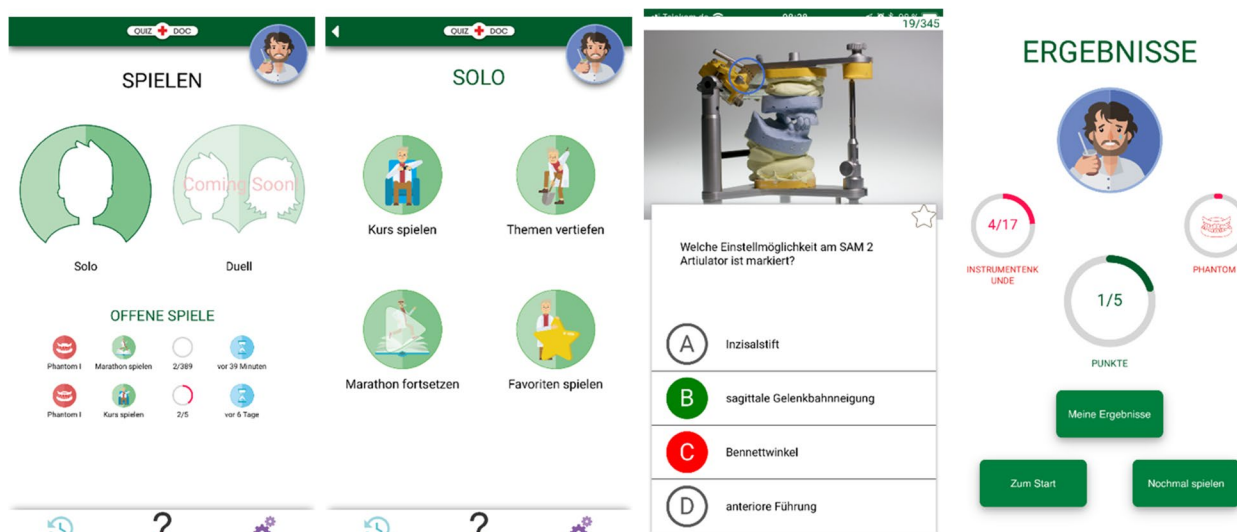 QUIZ DOC
SPIELEN
Coming Soon
Solo
Duell
OFFENE SPIELE
Phantom I
Marathon spielen
2/389
vor 39 Minuten
Phantom I
Kurs spielen
2/5
vor 6 Tage
?
QUIZ DOC
SOLO
Kurs spielen
Themen vertiefen
Marathon fortsetzen
Favoriten spielen
?
19/345
Welche Einstellmöglichkeit am SAM 2
Artiulator ist markiert?
A
Inzisalstift
B
sagittale Gelenkbahnneigung
C
Bennettwinkel
D
anteriore Führung
ERGEBNISSE
4/17
INSTRUMENTENK
UNDE
PHANTOM
1/5
PUNKTE
Meine Ergebnisse
Zum Start
Nochmal spielen